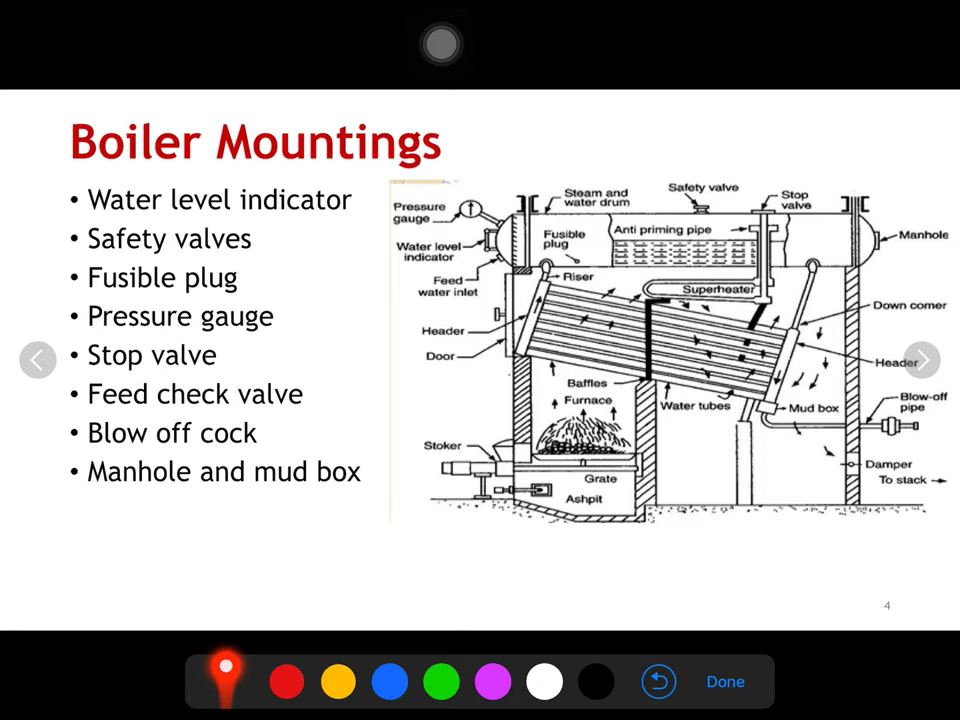 Boiler Mountings
• Water level indicator
• Safety valves
• Fusible plug
• Pressure gauge
• Stop valve
• Feed check valve
• Blow off cock
• Manhole and mud box
Pressure
gauge
Steam and
water drum
Safety valve
Stop
valve
Water level
indicator
Fusible
plug
Anti priming pipe
Manhole
Feed
water inlet
Riser
Superheater
Down comer
Header
Door
Header
Baffles
Furnace
Water tubes
Mud box
Blow-off
pipe
Stoker
Grate
Ashpit
Damper
To stack
4
Done